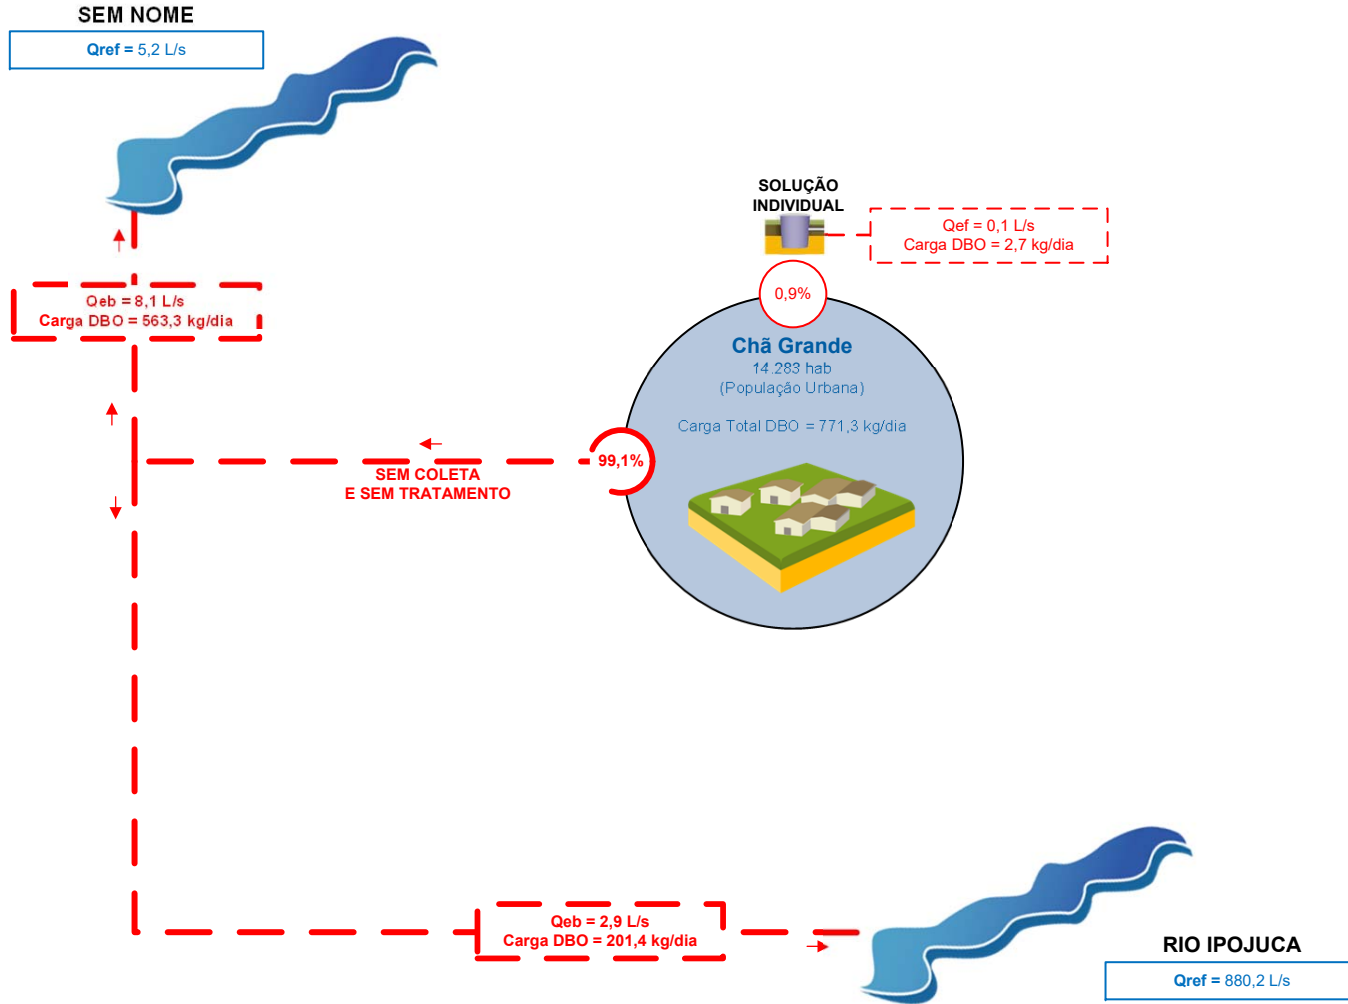 SEM NOME
Qref = 5,2 L/s
SOLUÇÃO
INDIVIDUAL
Qef = 0,1 L/s
Carga DBO = 2,7 kg/dia
0,9%
Qeb = 8,1 L/s
Carga DBO = 563,3 kg/dia
Chã Grande
14.283 hab
(População Urbana)
Carga Total DBO = 771,3 kg/dia
99,1%
SEM COLETA
E SEM TRATAMENTO
Qeb = 2,9 L/s
Carga DBO = 201,4 kg/dia
RIO IPOJUCA
Qref = 880,2 L/s